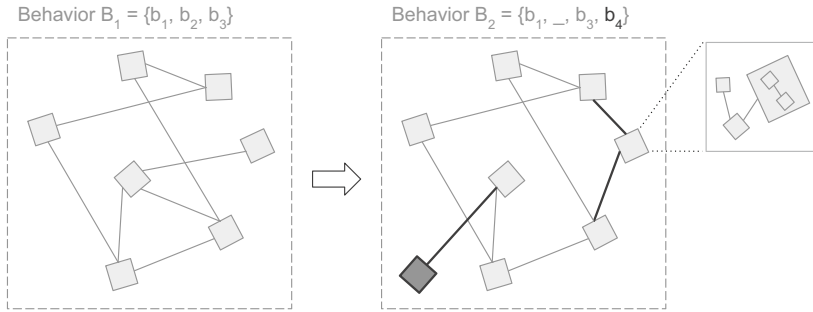 Behavior B₁ = {b₁, b₂, b₃}
Behavior B₂ = {b₁, _, b₃, b₄}